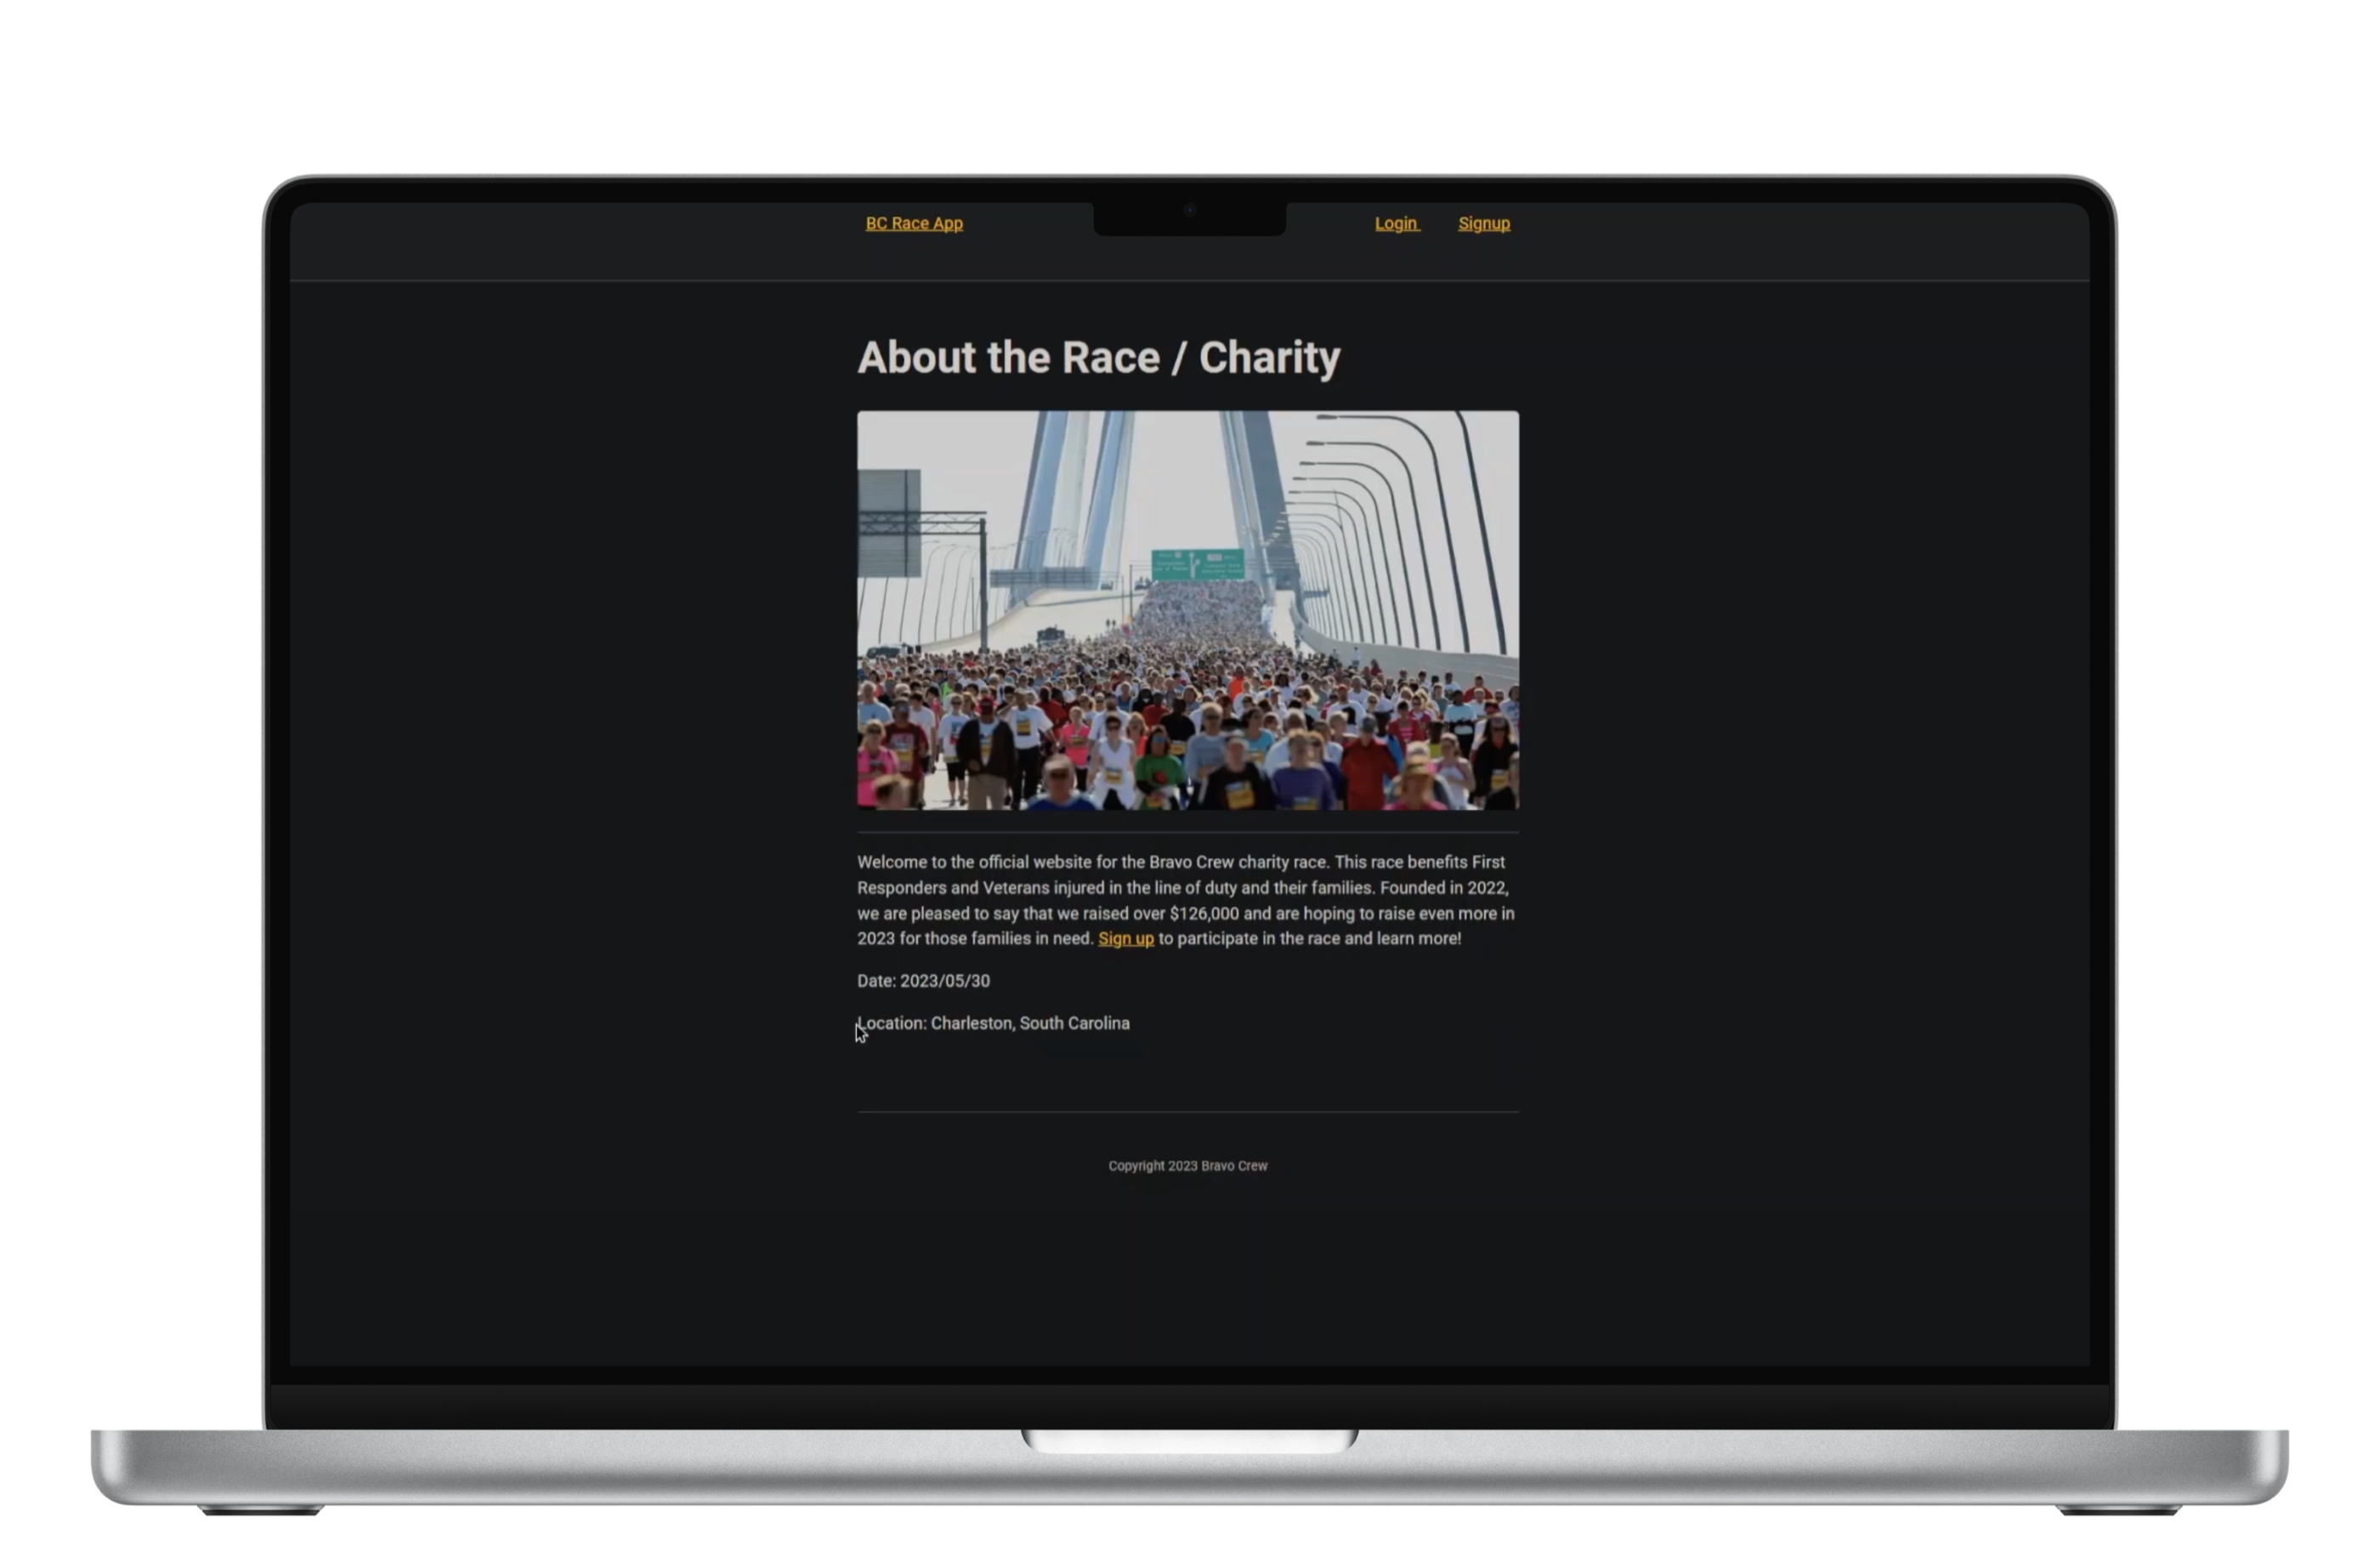 BC Race App
Login
Signup
About the Race / Charity
Welcome to the official website for the Bravo Crew charity race. This race benefits First
Responders and Veterans injured in the line of duty and their families. Founded in 2022,
we are pleased to say that we raised over $126,000 and are hoping to raise even more in
2023 for those families in need. Sign up to participate in the race and learn more!
Date: 2023/05/30
Location: Charleston, South Carolina
Copyright 2023 Bravo Crew